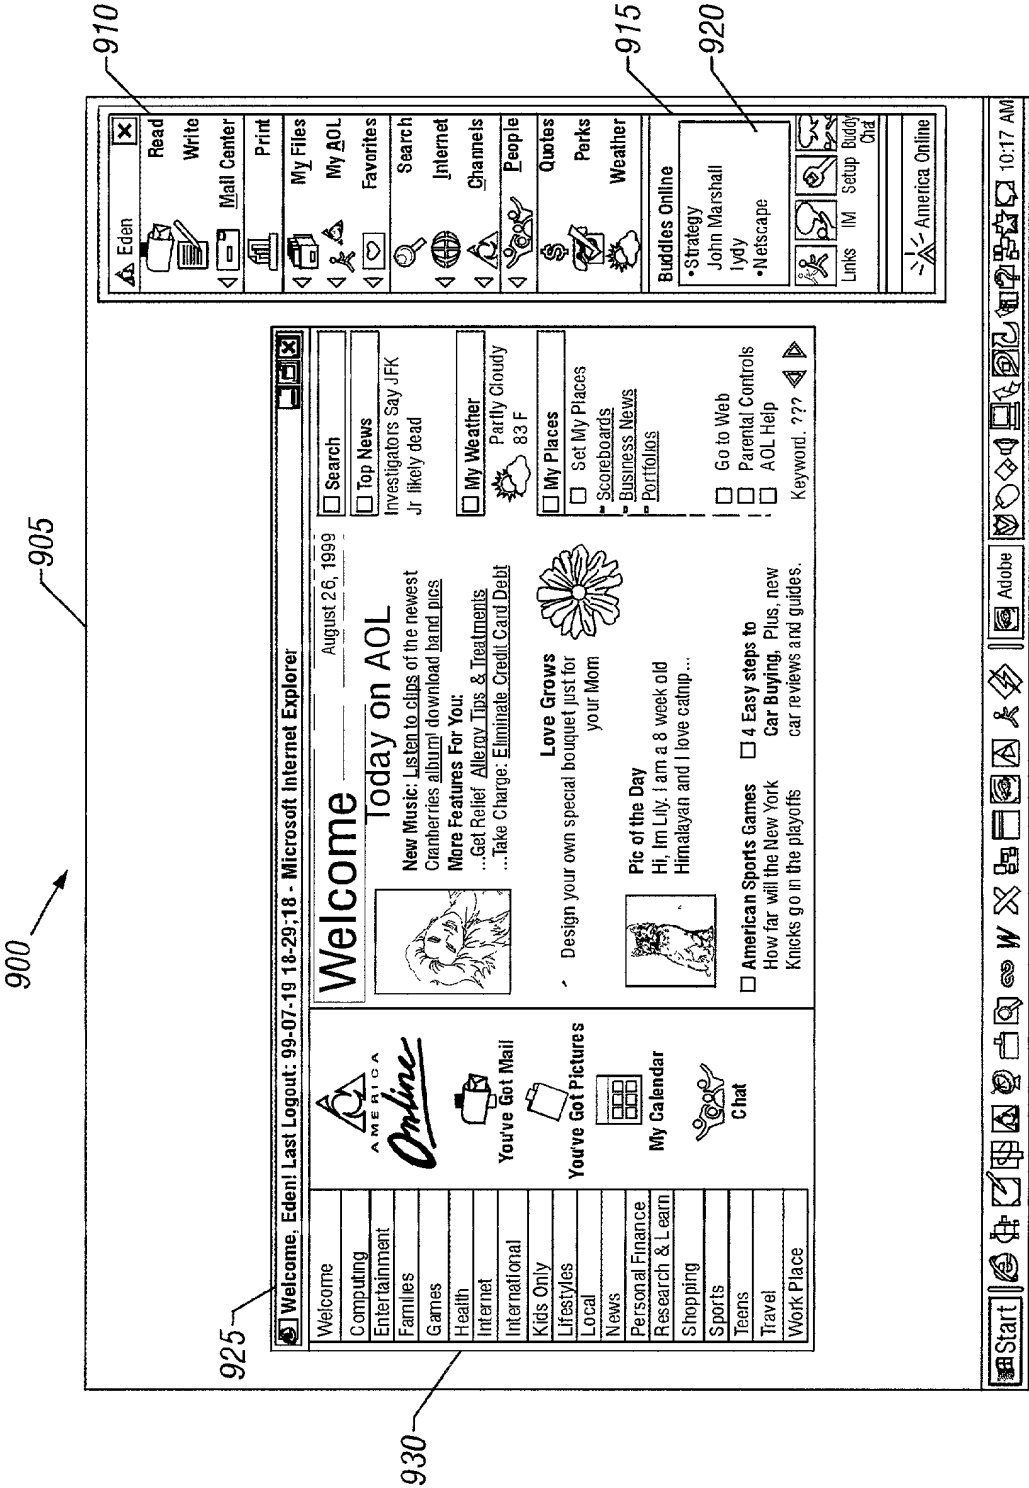 900
905
925
930
910
915
920
Welcome, Eden! Last Logout: 99-07-19 18-29;18 - Microsoft Internet Explorer
Welcome
Computing
Entertainment
Families
Games
Health
Internet
International
Kids Only
Lifestyles
Local
News
Personal Finance
Research & Learn
Shopping
Sports
Teens
Travel
Work Place
AMERICA
Online
You've Got Mail
You've Got Pictures
My Calendar
Chat
Welcome
August 26, 1999
Today on AOL
New Music: Listen to clips of the newest
Cranberries album! download band pics
More Features For You:
...Get Relief Allergy Tips & Treatments
...Take Charge: Eliminate Credit Card Debt
Love Grows
Design your own special bouquet just for
your Mom
Pic of the Day
Hi, Im Lily. I am a 8 week old
Himalayan and I love catnip...
American Sports Games
How far will the New York
Knicks go in the playoffs
4 Easy steps to
Car Buying, Plus, new
car reviews and guides.
Search
Top News
Investigators Say JFK
Jr likely dead
My Weather
Partly Cloudy
83 F
My Places
Set My Places
Scoreboards
Business News
Portfolios
Go to Web
Parental Controls
AOL Help
Keyword. ???
Eden
Read
Write
Mail Center
Print
My Files
My AOL
Favorites
Search
Internet
Channels
People
Quotes
Perks
Weather
Buddies Online
•Strategy
John Marshall
lydy
•Netscape
Links IM Setup Buddy
Chat
America Online
Start
W
Adobe
10:17 AM